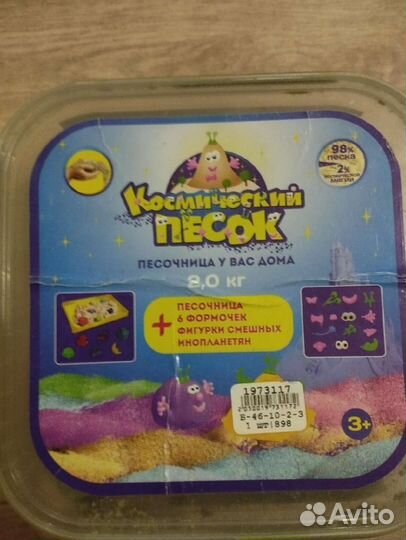 98%
песка
2%
космической
магии
Космический
ПЕСОК
ПЕСОЧНИЦА У ВАС ДОМА
2,0 кг
+
ПЕСОЧНИЦА
6 ФОРМОЧЕК
ФИГУРКИ СМЕШНЫХ
ИНОПЛАНЕТЯН
1973117
Б-46-10-2-3
1 шт|898
3+
Avito